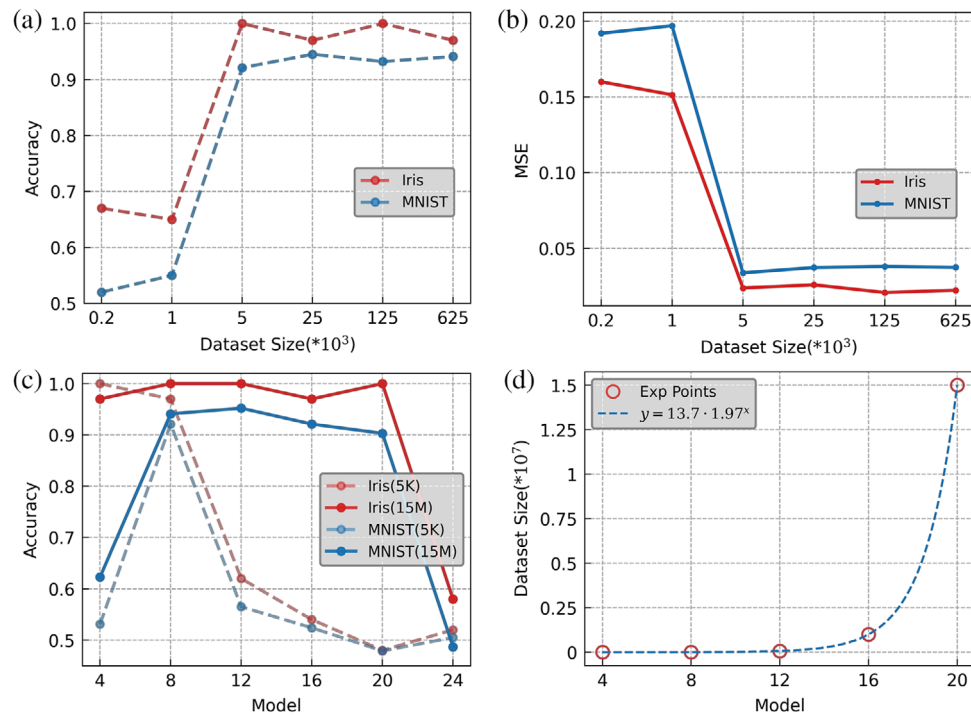 (a)
1.0
0.9
0.8
0.7
0.6
0.5
Accuracy
Iris
MNIST
0.2 1 5 25 125 625
Dataset Size(*10³)
(b)
0.20
0.15
0.10
0.05
MSE
Iris
MNIST
0.2 1 5 25 125 625
Dataset Size(*10³)
(c)
1.0
0.9
0.8
0.7
0.6
0.5
Accuracy
Iris(5K)
Iris(15M)
MNIST(5K)
MNIST(15M)
4 8 12 16 20 24
Model
(d)
1.5
1.25
1
0.75
0.5
0.25
0
Dataset Size(*10⁷)
Exp Points
y = 13.7 · 1.97ˣ
4 8 12 16 20
Model